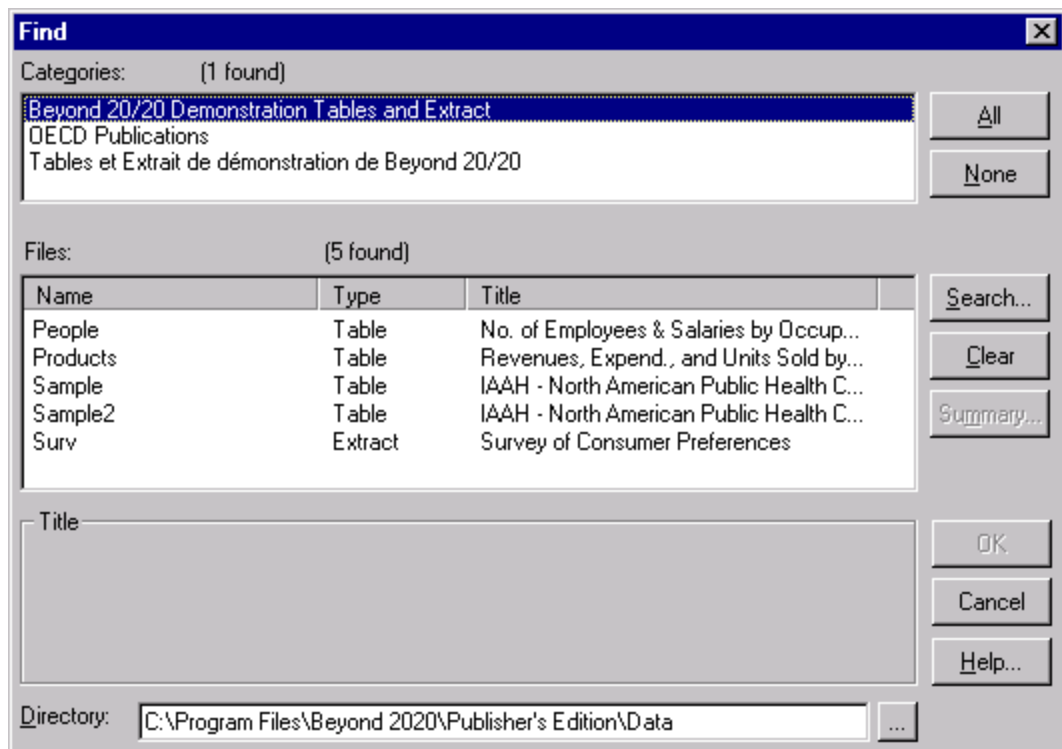 Find
Categories: (1 found)
Beyond 20/20 Demonstration Tables and Extract
OECD Publications
Tables et Extrait de démonstration de Beyond 20/20
All
None
Files: (5 found)
Name Type Title
People Table No. of Employees & Salaries by Occup...
Products Table Revenues, Expend., and Units Sold by...
Sample Table IAAH - North American Public Health C...
Sample2 Table IAAH - North American Public Health C...
Surv Extract Survey of Consumer Preferences
Search...
Clear
Summary...
Title
OK
Cancel
Help...
Directory: C:\Program Files\Beyond 2020\Publisher's Edition\Data ...